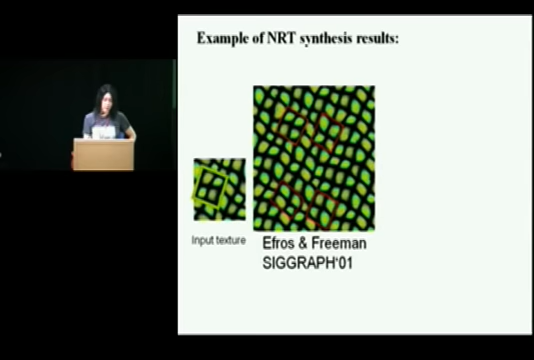 Example of NRT synthesis results:
Input texture
Efros & Freeman
SIGGRAPH'01